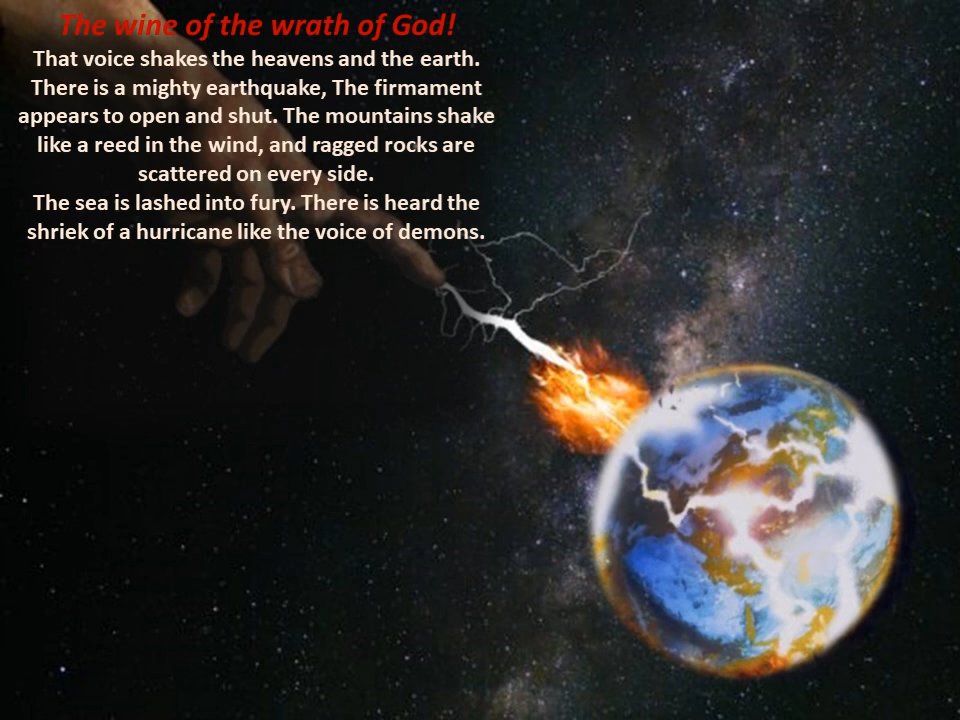 The wine of the wrath of God!
That voice shakes the heavens and the earth.
There is a mighty earthquake, The firmament
appears to open and shut. The mountains shake
like a reed in the wind, and ragged rocks are
scattered on every side.
The sea is lashed into fury. There is heard the
shriek of a hurricane like the voice of demons.